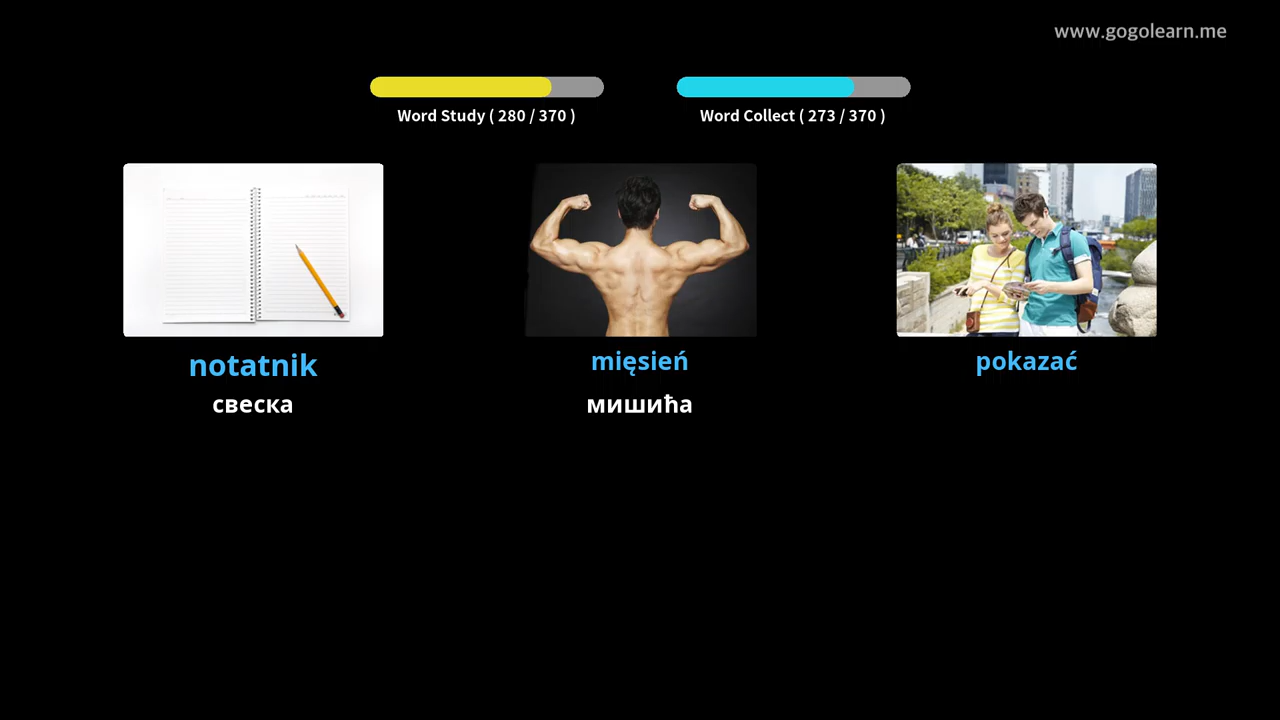 www.gogolearn.me
Word Study ( 280 / 370 )
Word Collect ( 273 / 370 )
notatnik
mięsień
pokazać
свеска
мишића